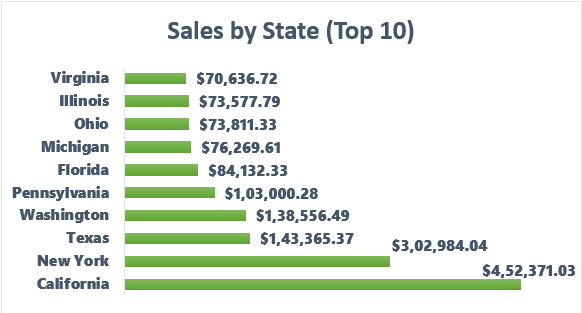 Sales by State (Top 10)
Virginia $70,636.72
Illinois $73,577.79
Ohio $73,811.33
Michigan $76,269.61
Florida $84,132.33
Pennsylvania $1,03,000.28
Washington $1,38,556.49
Texas $1,43,365.37
New York $3,02,984.04
California $4,52,371.03